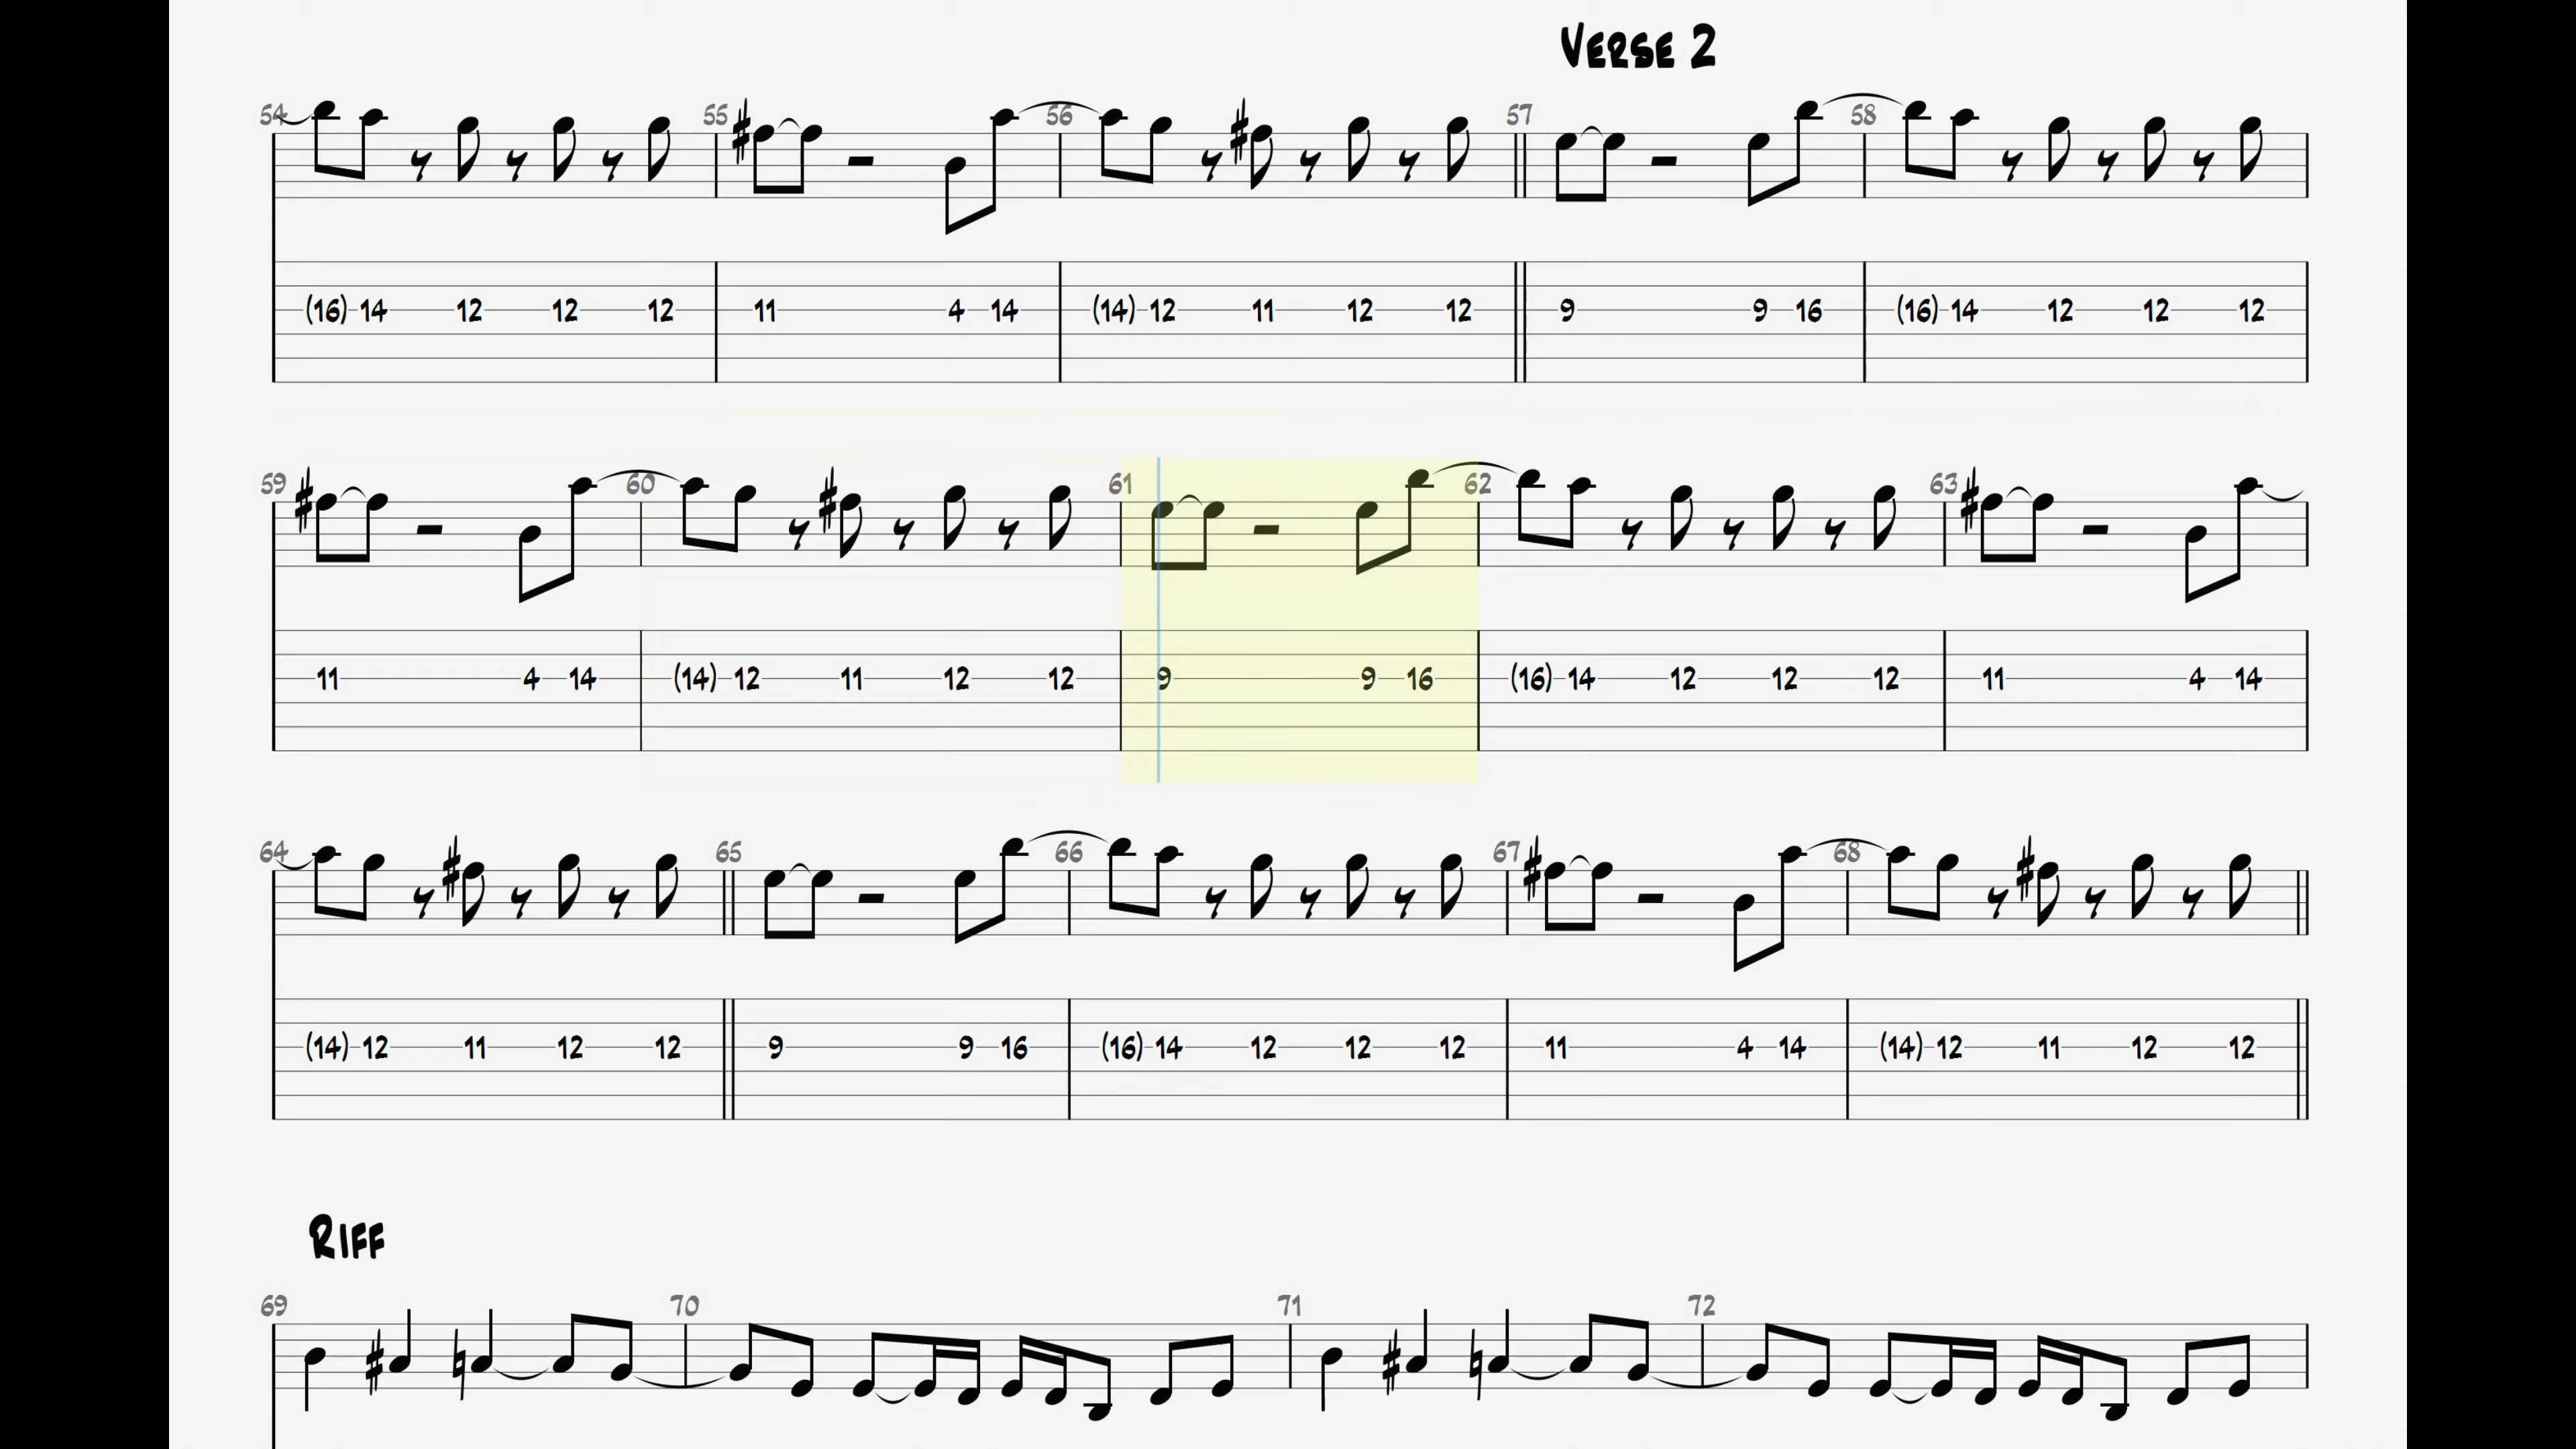 VERSE 2
54 55 56 57 58
(16) 14 12 12 12 11 4 14 (14) 12 11 12 12 9 9 16 (16) 14 12 12 12
59 60 61 62 63
11 4 14 (14) 12 11 12 12 9 9 16 (16) 14 12 12 12 11 4 14
64 65 66 67 68
(14) 12 11 12 12 9 9 16 (16) 14 12 12 12 11 4 14 (14) 12 11 12 12
RIFF
69 70 71 72